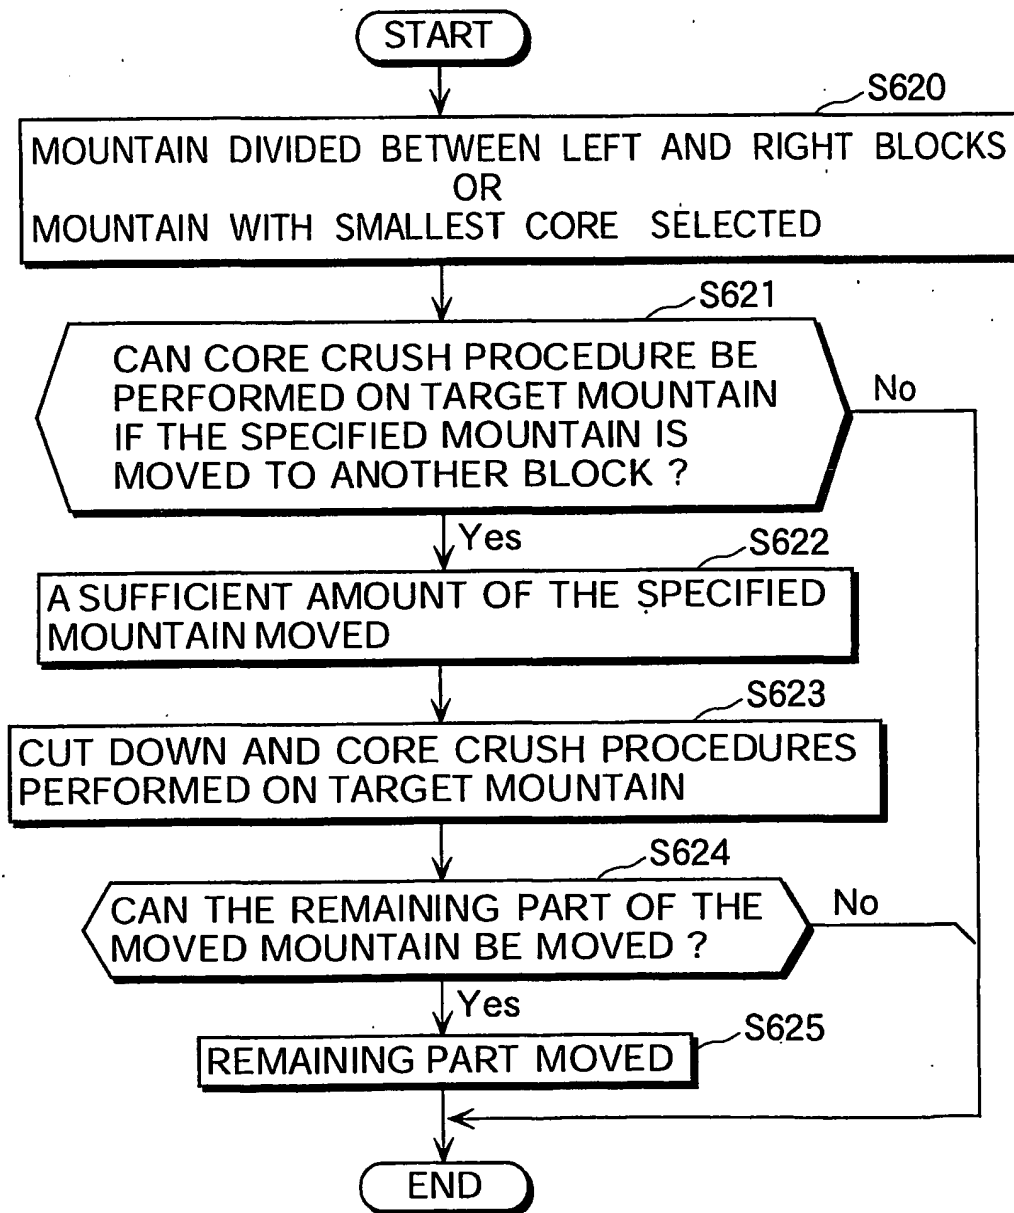 START
S620
MOUNTAIN DIVIDED BETWEEN LEFT AND RIGHT BLOCKS
OR
MOUNTAIN WITH SMALLEST CORE SELECTED
S621
CAN CORE CRUSH PROCEDURE BE
PERFORMED ON TARGET MOUNTAIN
IF THE SPECIFIED MOUNTAIN IS
MOVED TO ANOTHER BLOCK ?
No
Yes
S622
A SUFFICIENT AMOUNT OF THE SPECIFIED
MOUNTAIN MOVED
S623
CUT DOWN AND CORE CRUSH PROCEDURES
PERFORMED ON TARGET MOUNTAIN
S624
CAN THE REMAINING PART OF THE
MOVED MOUNTAIN BE MOVED ?
No
Yes
S625
REMAINING PART MOVED
END